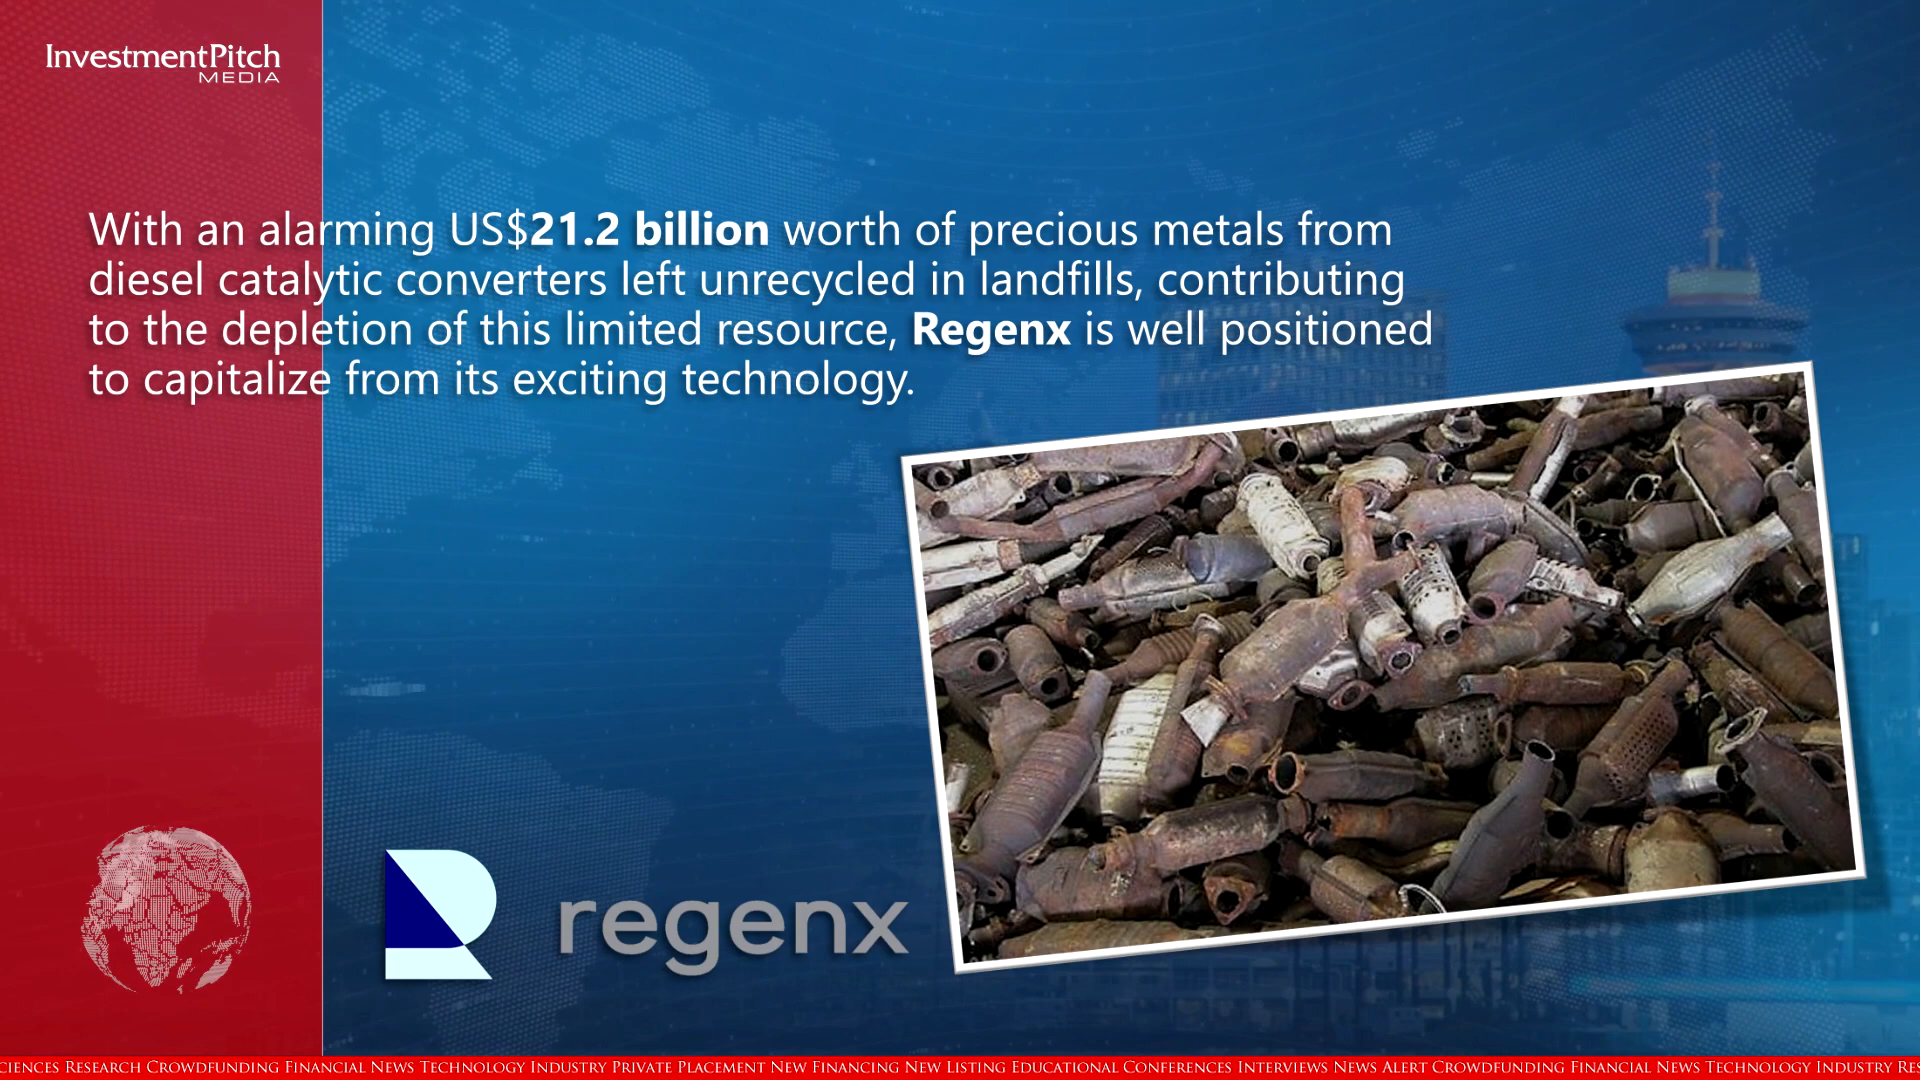 InvestmentPitch
MEDIA
With an alarming US$21.2 billion worth of precious metals from
diesel catalytic converters left unrecycled in landfills, contributing
to the depletion of this limited resource, Regenx is well positioned
to capitalize from its exciting technology.
regenx
Research Crowdfunding Financial News Technology Industry Private Placement New Financing New Listing Educational Conferences Interviews News Alert Crowdfunding Financial News Technology Industry